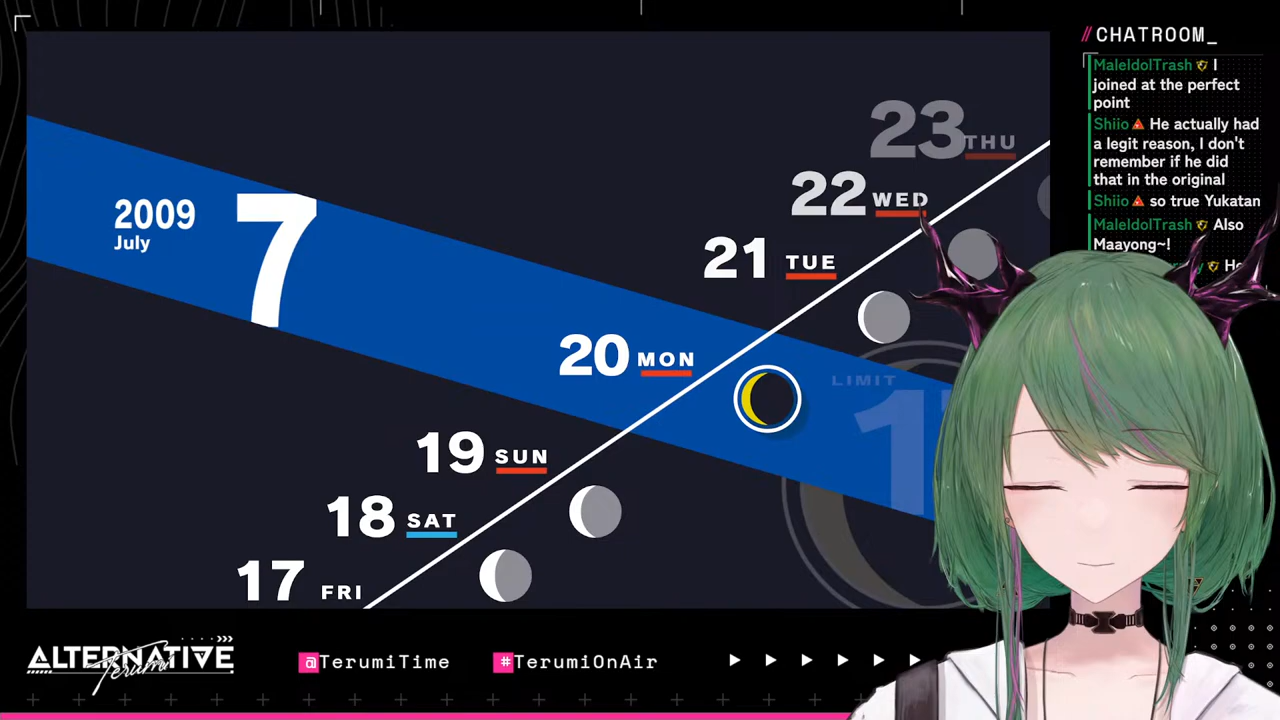 2009
July
7
23 THU
22 WED
21 TUE
20 MON
LIMIT
19 SUN
18 SAT
17 FRI
//CHATROOM_
MaleIdolTrash I
joined at the perfect
point
Shiio He actually had
a legit reason, I don't
remember if he did
that in the original
Shiio so true Yukatan
MaleIdolTrash Also
Maayong~!
ALTERNATIVE
Terumi
@TerumiTime
#TerumiOnAir